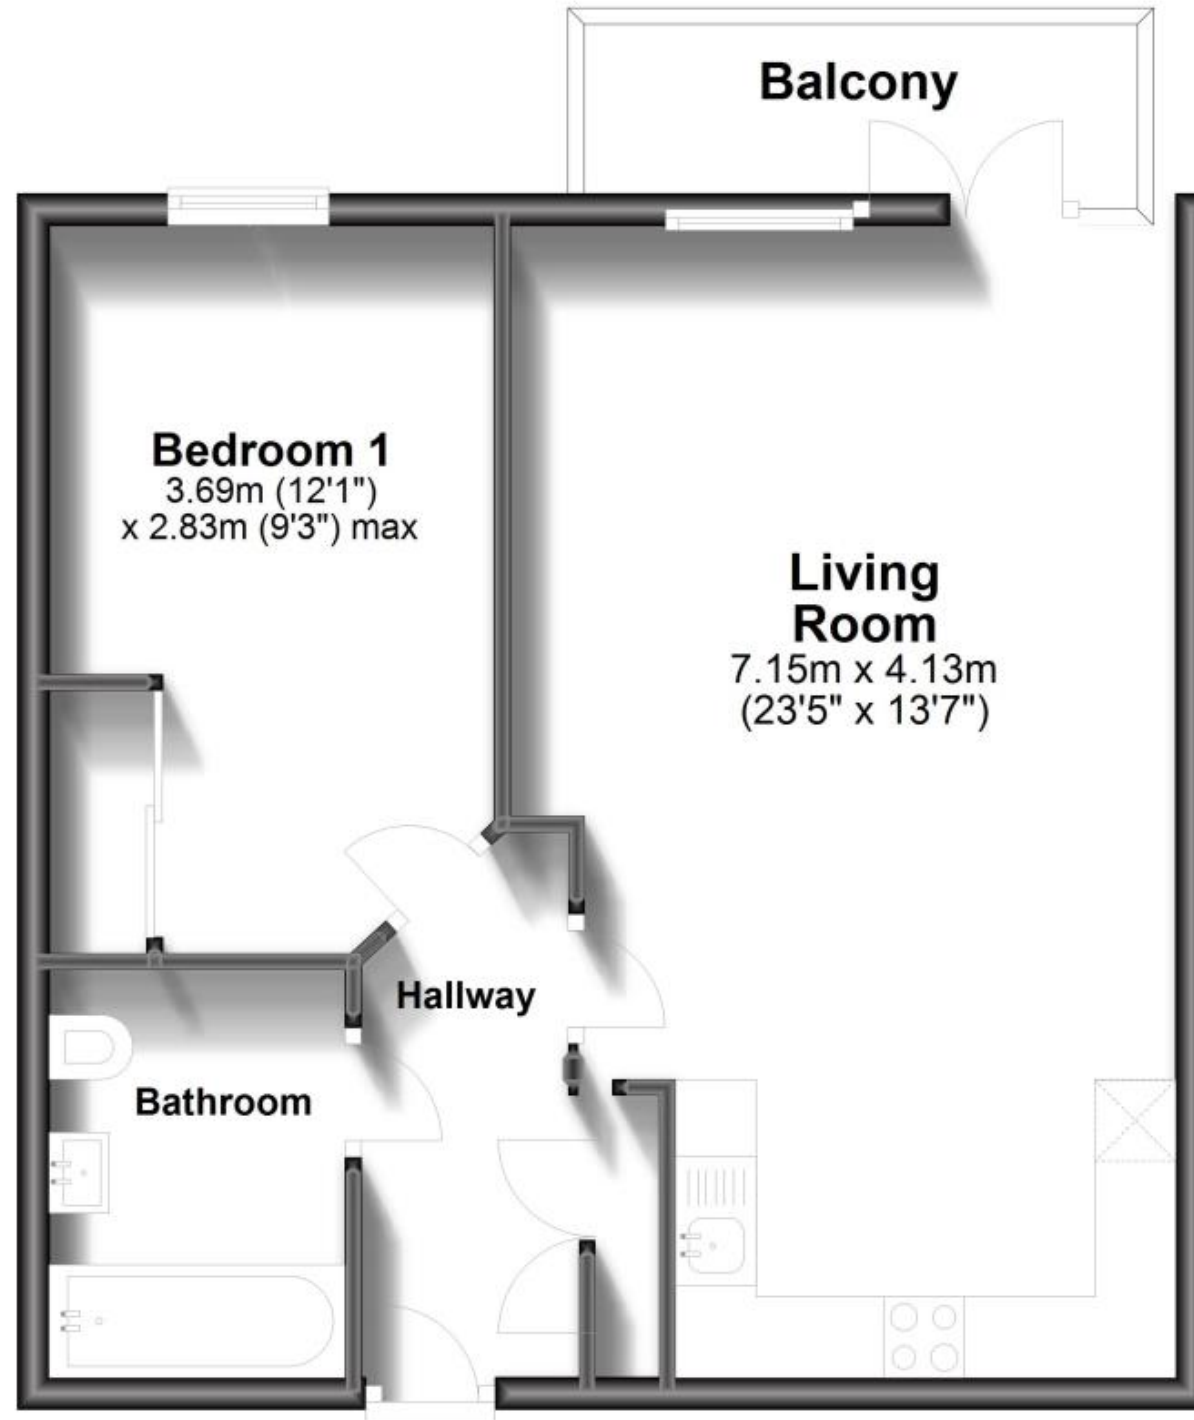 Balcony
Bedroom 1
3.69m (12'1")
x 2.83m (9'3") max
Living
Room
7.15m x 4.13m
(23'5" x 13'7")
Hallway
Bathroom